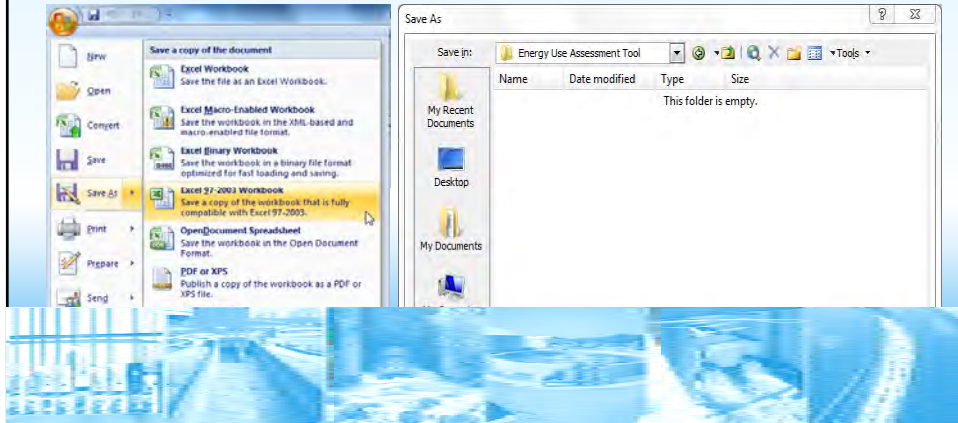 New
Open
Convert
Save
Save As
Print
Prepare
Send
Save a copy of the document
Excel Workbook
Save the file as an Excel Workbook.
Excel Macro-Enabled Workbook
Save the workbook in the XML-based and
macro-enabled file format.
Excel Binary Workbook
Save the workbook in a binary file format
optimized for fast loading and saving.
Excel 97-2003 Workbook
Save a copy of the workbook that is fully
compatible with Excel 97-2003.
OpenDocument Spreadsheet
Save the workbook in the Open Document
Format.
PDF or XPS
Publish a copy of the workbook as a PDF or
XPS file.
Save As
Save in:
Energy Use Assessment Tool
Tools
Name Date modified Type Size
This folder is empty.
My Recent
Documents
Desktop
My Documents